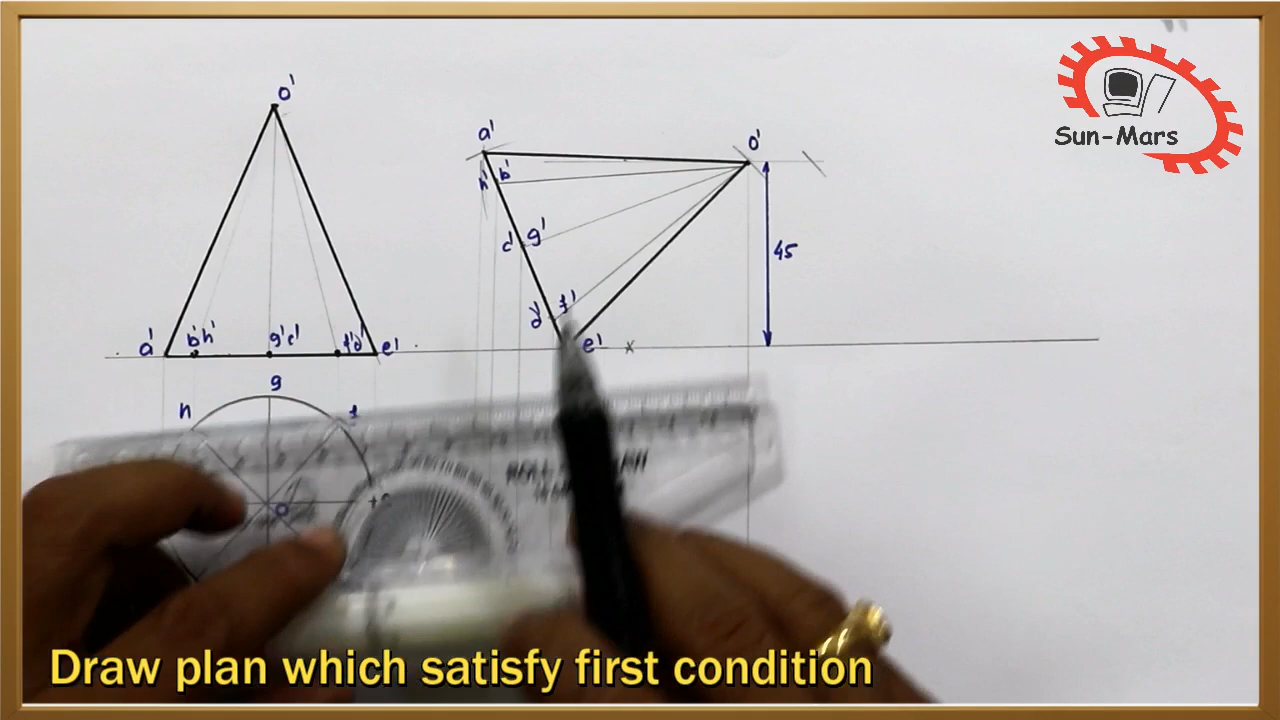 o'
a'
o'
b'
h'
c' g'
45
f'
d'
a'
b'h'
g'c'
f'd'
e'
e'
x
g
h
f
o
Sun-Mars
Draw plan which satisfy first condition